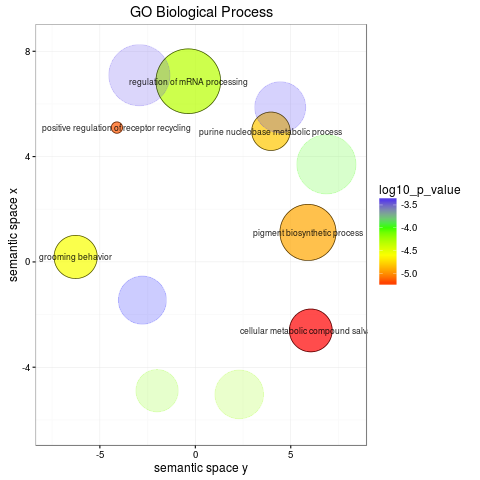 GO Biological Process
8
regulation of mRNA processing
positive regulation of receptor recycling
purine nucleobase metabolic process
4
log10_p_value
-3.5
-4.0
-4.5
-5.0
semantic space x
pigment biosynthetic process
grooming behavior
0
cellular metabolic compound salv
-4
-5
0
5
semantic space y